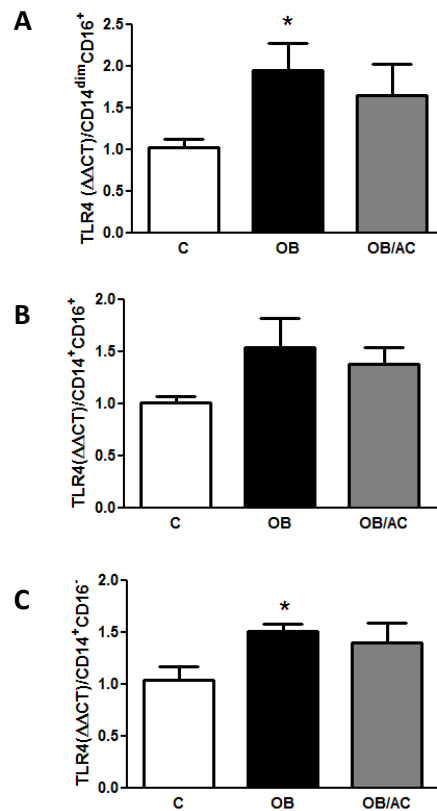 A
TLR4 (ΔΔCT)/CD14dimCD16+
2.5
2.0
1.5
1.0
0.5
0.0
*
C OB OB/AC
B
TLR4(ΔΔCT)/CD14+CD16+
2.0
1.5
1.0
0.5
0.0
C OB OB/AC
C
TLR4(ΔΔCT)/CD14+CD16-
2.0
1.5
1.0
0.5
0.0
*
C OB OB/AC